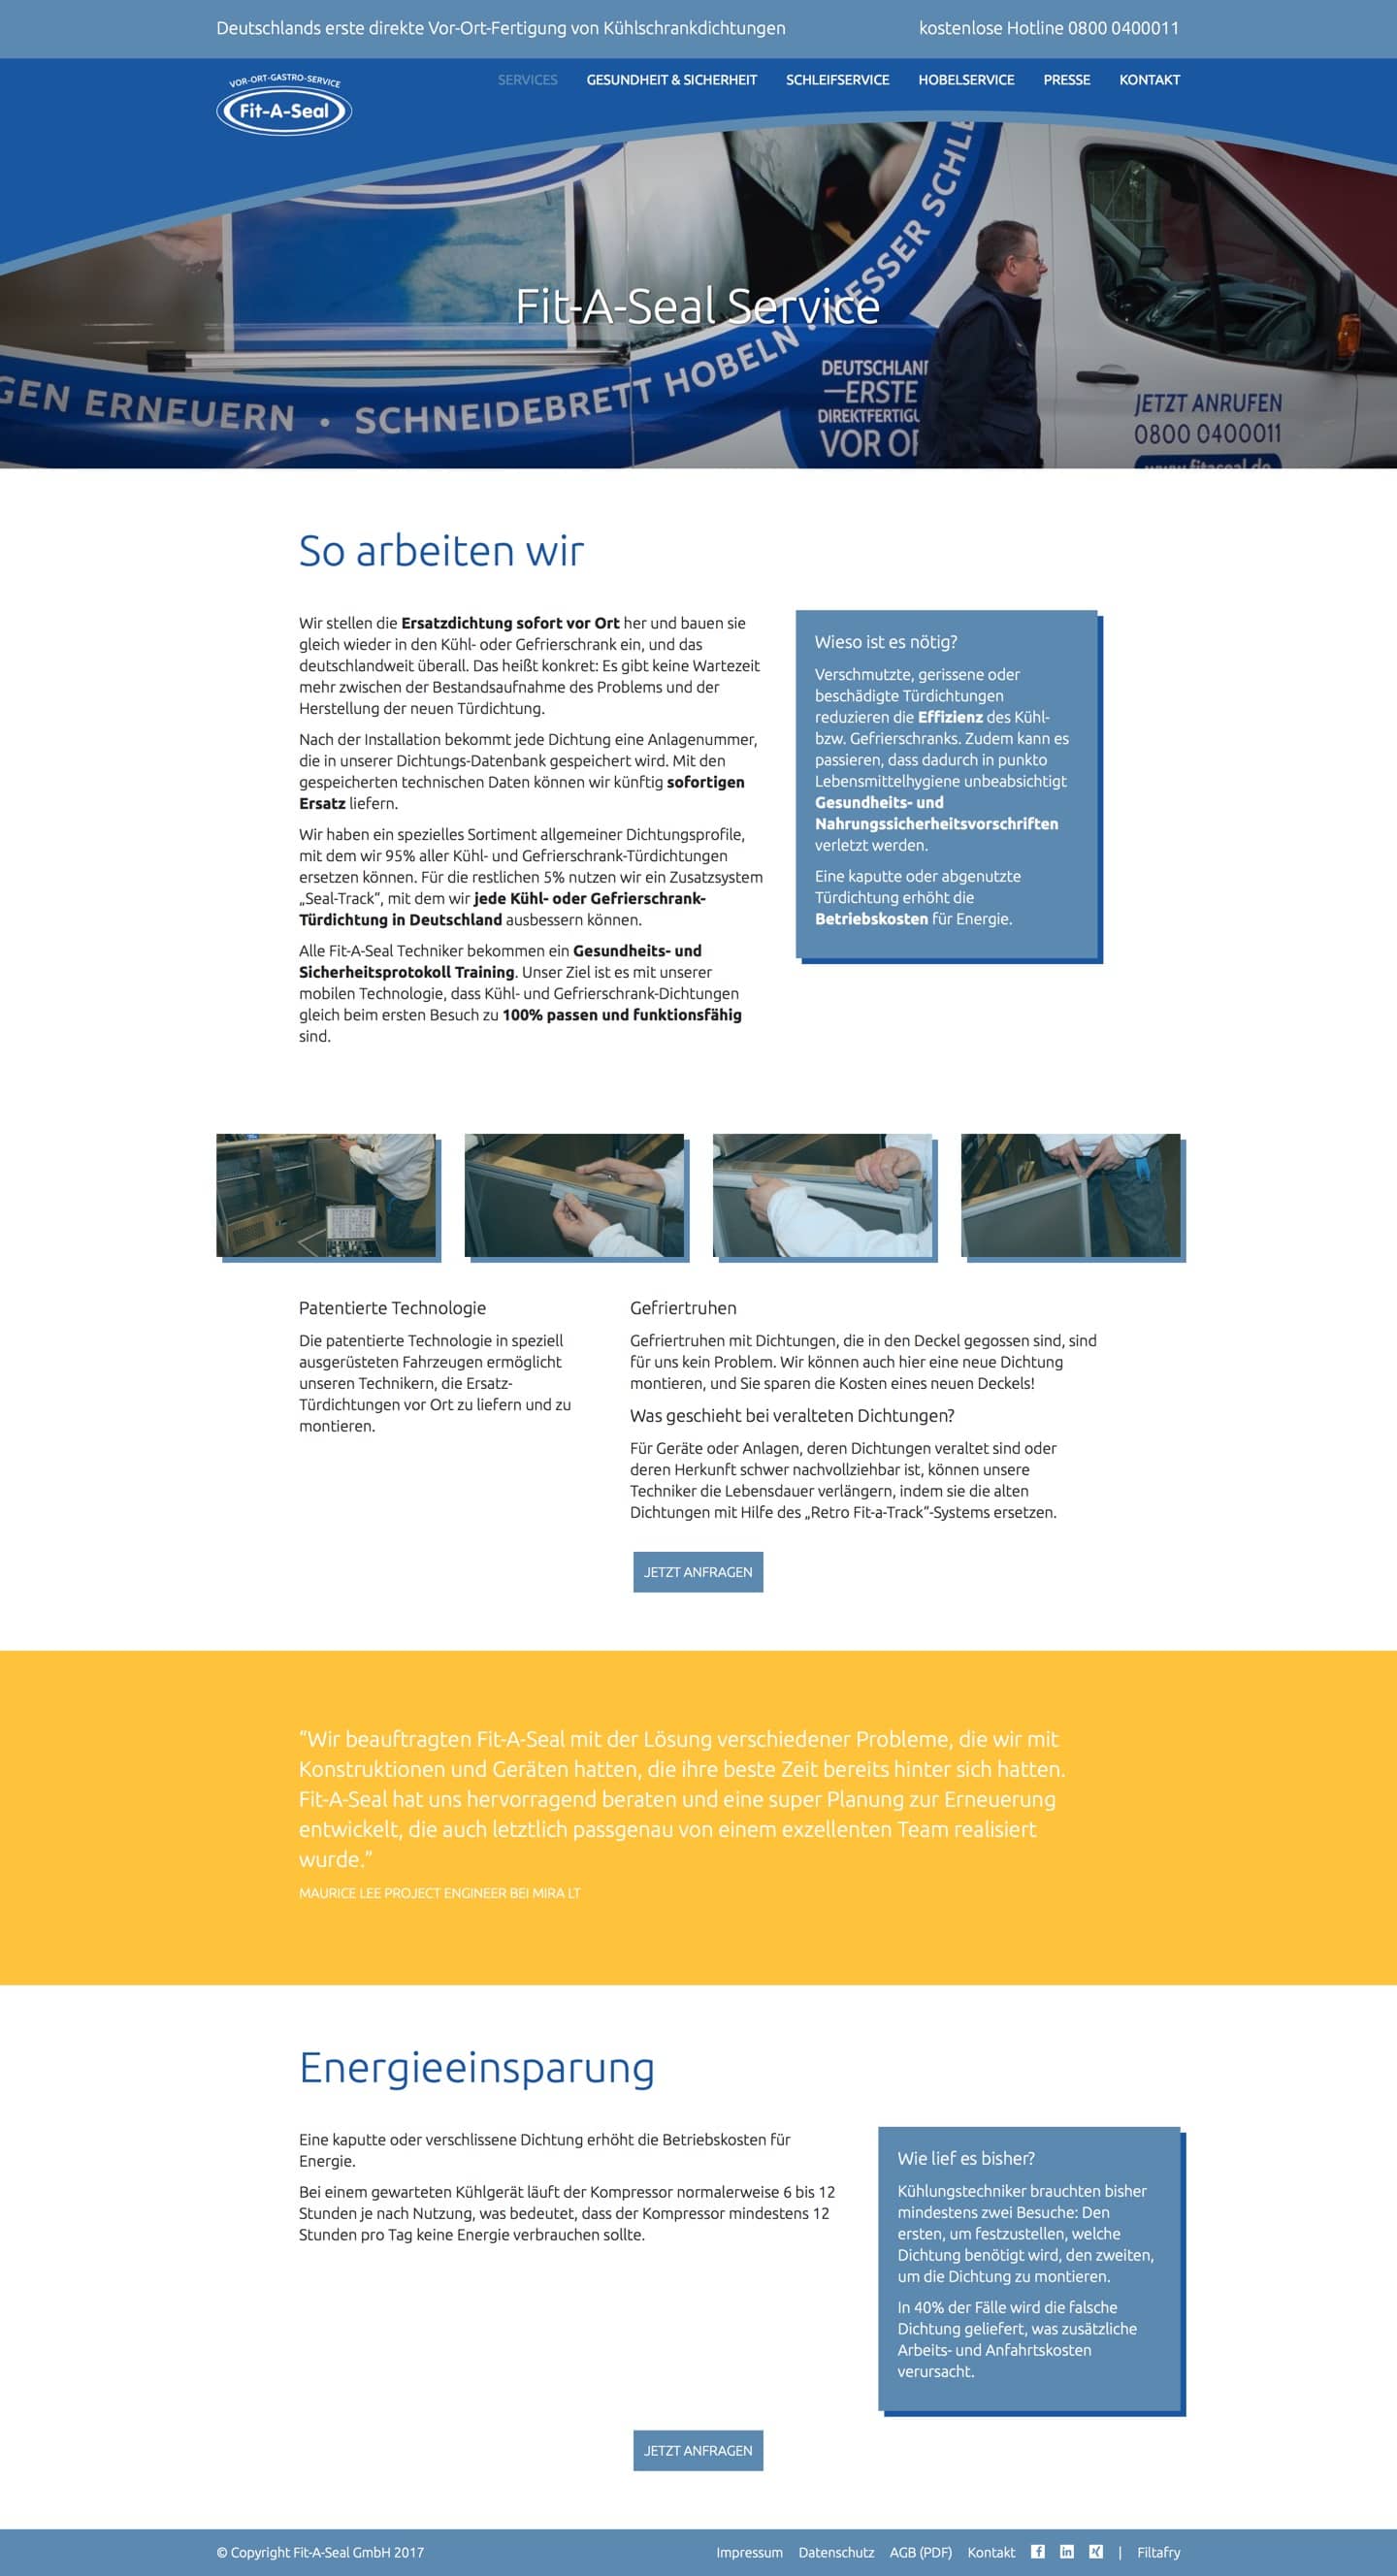 Deutschlands erste direkte Vor-Ort-Fertigung von Kühlschrankdichtungen
kostenlose Hotline 0800 0400011
VOR-ORT-GASTRO-SERVICE
Fit-A-Seal
SERVICES
GESUNDHEIT & SICHERHEIT
SCHLEIFSERVICE
HOBELSERVICE
PRESSE
KONTAKT
Fit-A-Seal Service
GEN ERNEUERN • SCHNEIDEBRETT HOBELN • MESSER SCHLE
DEUTSCHLAN
—ERSTE
DIREKTFERTIGU
VOR OR
JETZT ANRUFEN
0800 0400011
www.fitaseal.de
So arbeiten wir
Wir stellen die Ersatzdichtung sofort vor Ort her und bauen sie
gleich wieder in den Kühl- oder Gefrierschrank ein, und das
deutschlandweit überall. Das heißt konkret: Es gibt keine Wartezeit
mehr zwischen der Bestandsaufnahme des Problems und der
Herstellung der neuen Türdichtung.
Nach der Installation bekommt jede Dichtung eine Anlagenummer,
die in unserer Dichtungs-Datenbank gespeichert wird. Mit den
gespeicherten technischen Daten können wir künftig sofortigen
Ersatz liefern.
Wir haben ein spezielles Sortiment allgemeiner Dichtungsprofile,
mit dem wir 95% aller Kühl- und Gefrierschrank-Türdichtungen
ersetzen können. Für die restlichen 5% nutzen wir ein Zusatzsystem
„Seal-Track“, mit dem wir jede Kühl- oder Gefrierschrank-
Türdichtung in Deutschland ausbessern können.
Alle Fit-A-Seal Techniker bekommen ein Gesundheits- und
Sicherheitsprotokoll Training. Unser Ziel ist es mit unserer
mobilen Technologie, dass Kühl- und Gefrierschrank-Dichtungen
gleich beim ersten Besuch zu 100% passen und funktionsfähig
sind.
Wieso ist es nötig?
Verschmutzte, gerissene oder
beschädigte Türdichtungen
reduzieren die Effizienz des Kühl-
bzw. Gefrierschranks. Zudem kann es
passieren, dass dadurch in punkto
Lebensmittelhygiene unbeabsichtigt
Gesundheits- und
Nahrungssicherheitsvorschriften
verletzt werden.
Eine kaputte oder abgenutzte
Türdichtung erhöht die
Betriebskosten für Energie.
Patentierte Technologie
Die patentierte Technologie in speziell
ausgerüsteten Fahrzeugen ermöglicht
unseren Technikern, die Ersatz-
Türdichtungen vor Ort zu liefern und zu
montieren.
Gefriertruhen
Gefriertruhen mit Dichtungen, die in den Deckel gegossen sind, sind
für uns kein Problem. Wir können auch hier eine neue Dichtung
montieren, und Sie sparen die Kosten eines neuen Deckels!
Was geschieht bei veralteten Dichtungen?
Für Geräte oder Anlagen, deren Dichtungen veraltet sind oder
deren Herkunft schwer nachvollziehbar ist, können unsere
Techniker die Lebensdauer verlängern, indem sie die alten
Dichtungen mit Hilfe des „Retro Fit-a-Track“-Systems ersetzen.
JETZT ANFRAGEN
“Wir beauftragten Fit-A-Seal mit der Lösung verschiedener Probleme, die wir mit
Konstruktionen und Geräten hatten, die ihre beste Zeit bereits hinter sich hatten.
Fit-A-Seal hat uns hervorragend beraten und eine super Planung zur Erneuerung
entwickelt, die auch letztlich passgenau von einem exzellenten Team realisiert
wurde.”
MAURICE LEE PROJECT ENGINEER BEI MIRA LT
Energieeinsparung
Eine kaputte oder verschlissene Dichtung erhöht die Betriebskosten für
Energie.
Bei einem gewarteten Kühlgerät läuft der Kompressor normalerweise 6 bis 12
Stunden je nach Nutzung, was bedeutet, dass der Kompressor mindestens 12
Stunden pro Tag keine Energie verbrauchen sollte.
Wie lief es bisher?
Kühlungstechniker brauchten bisher
mindestens zwei Besuche: Den
ersten, um festzustellen, welche
Dichtung benötigt wird, den zweiten,
um die Dichtung zu montieren.
In 40% der Fälle wird die falsche
Dichtung geliefert, was zusätzliche
Arbeits- und Anfahrtskosten
verursacht.
JETZT ANFRAGEN
© Copyright Fit-A-Seal GmbH 2017
Impressum
Datenschutz
AGB (PDF)
Kontakt
|
Filtafry